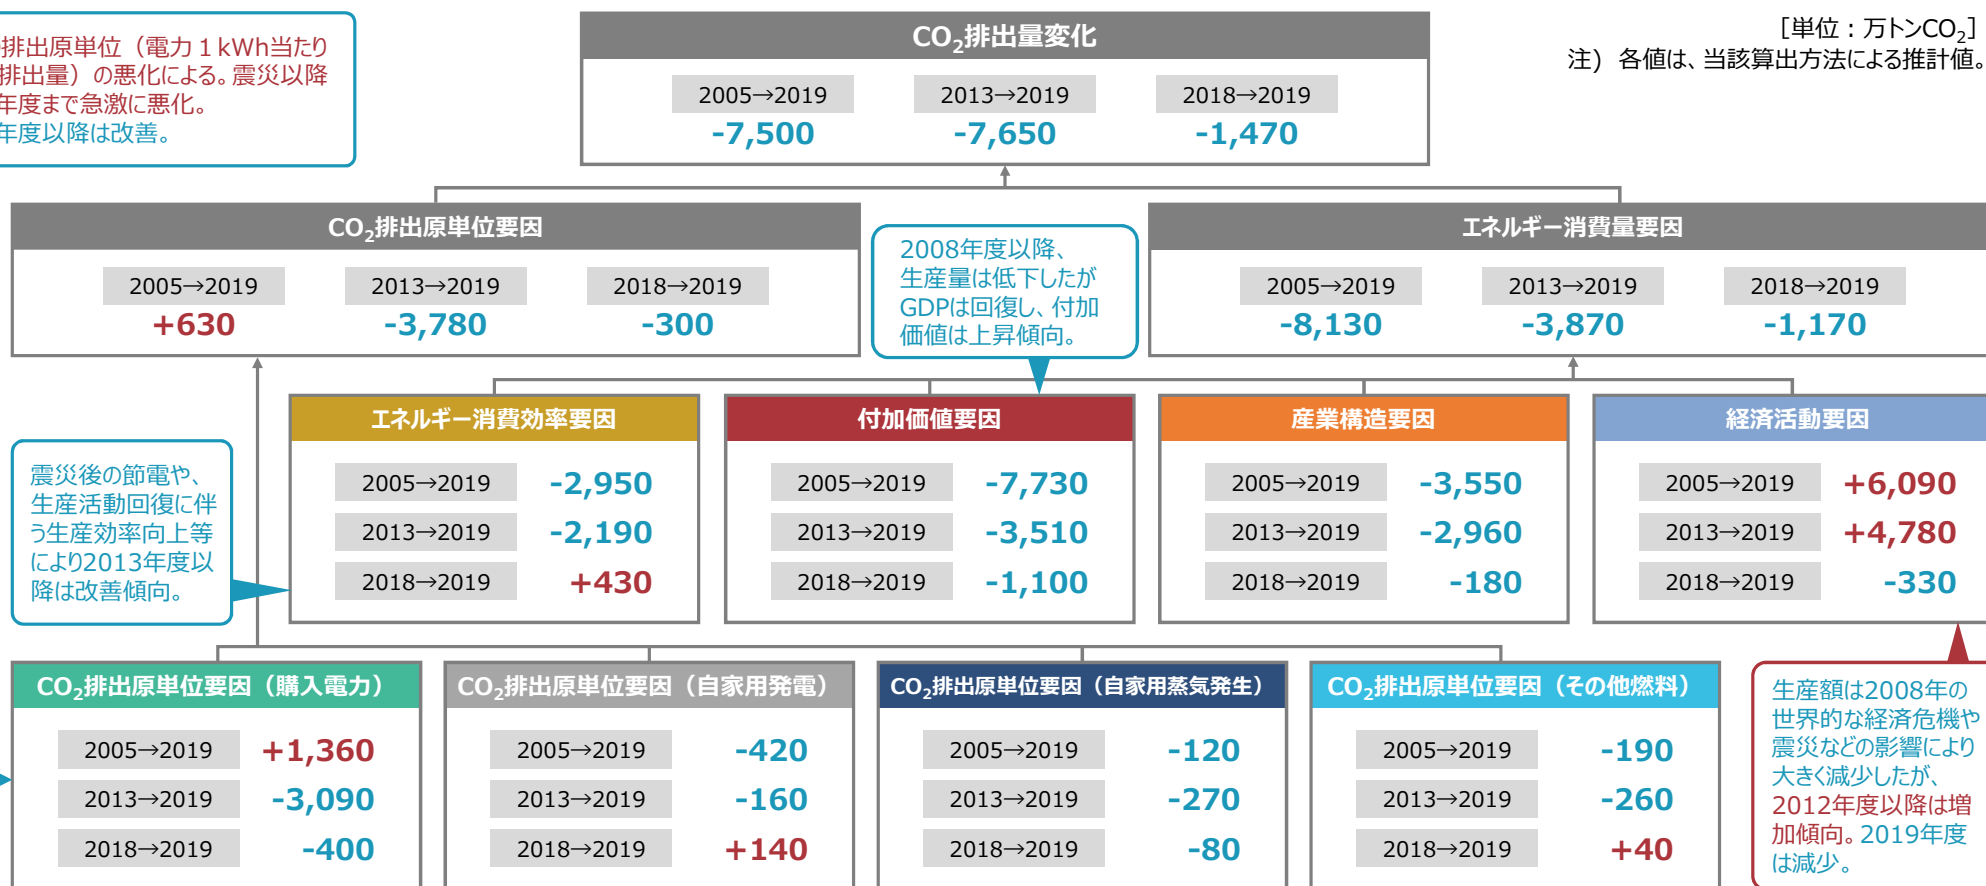 排出原単位（電力１kWh当たり
排出量）の悪化による。震災以降
年度まで急激に悪化。
年度以降は改善。
CO₂排出量変化
2005→2019 2013→2019 2018→2019
-7,500 -7,650 -1,470
［単位：万トンCO₂］
注） 各値は、当該算出方法による推計値。
CO₂排出原単位要因
2005→2019 2013→2019 2018→2019
+630 -3,780 -300
2008年度以降、
生産量は低下したが
GDPは回復し、付加
価値は上昇傾向。
エネルギー消費量要因
2005→2019 2013→2019 2018→2019
-8,130 -3,870 -1,170
震災後の節電や、
生産活動回復に伴
う生産効率向上等
により2013年度以
降は改善傾向。
エネルギー消費効率要因
2005→2019 -2,950
2013→2019 -2,190
2018→2019 +430
付加価値要因
2005→2019 -7,730
2013→2019 -3,510
2018→2019 -1,100
産業構造要因
2005→2019 -3,550
2013→2019 -2,960
2018→2019 -180
経済活動要因
2005→2019 +6,090
2013→2019 +4,780
2018→2019 -330
CO₂排出原単位要因（購入電力）
2005→2019 +1,360
2013→2019 -3,090
2018→2019 -400
CO₂排出原単位要因（自家用発電）
2005→2019 -420
2013→2019 -160
2018→2019 +140
CO₂排出原単位要因（自家用蒸気発生）
2005→2019 -120
2013→2019 -270
2018→2019 -80
CO₂排出原単位要因（その他燃料）
2005→2019 -190
2013→2019 -260
2018→2019 +40
生産額は2008年の
世界的な経済危機や
震災などの影響により
大きく減少したが、
2012年度以降は増
加傾向。2019年度
は減少。